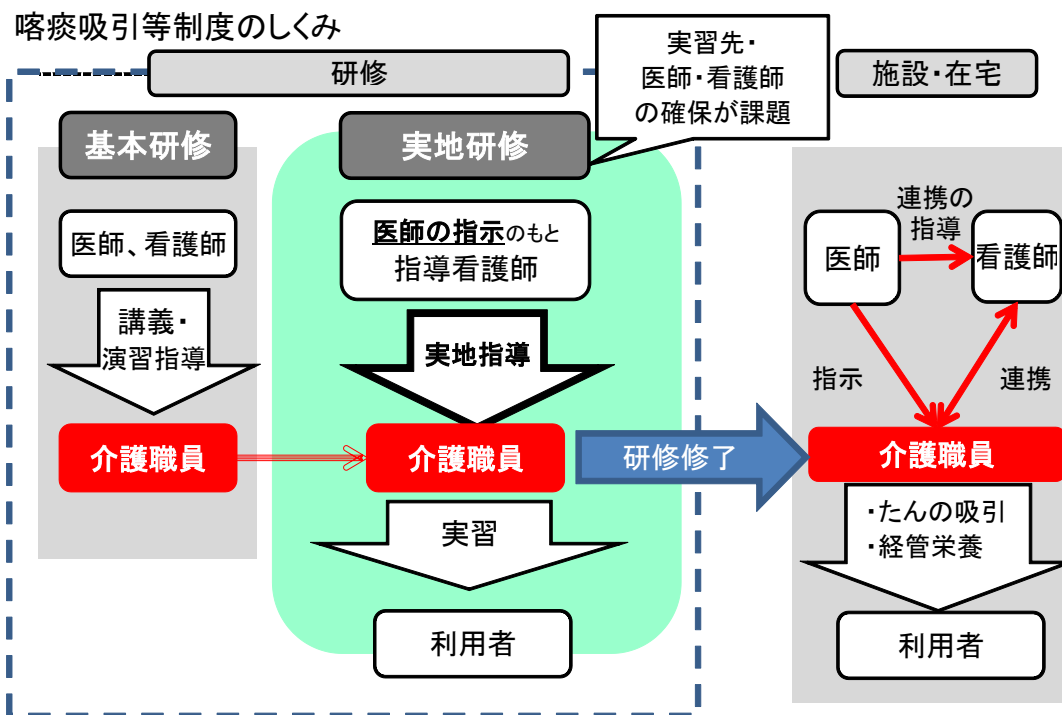 喀痰吸引等制度のしくみ
研修
実習先・
医師・看護師
の確保が課題
施設・在宅
基本研修
実地研修
医師、看護師
医師の指示のもと
指導看護師
講義・
演習指導
実地指導
介護職員
介護職員
研修修了
実習
利用者
連携の
指導
医師
看護師
指示
連携
介護職員
・たんの吸引
・経管栄養
利用者